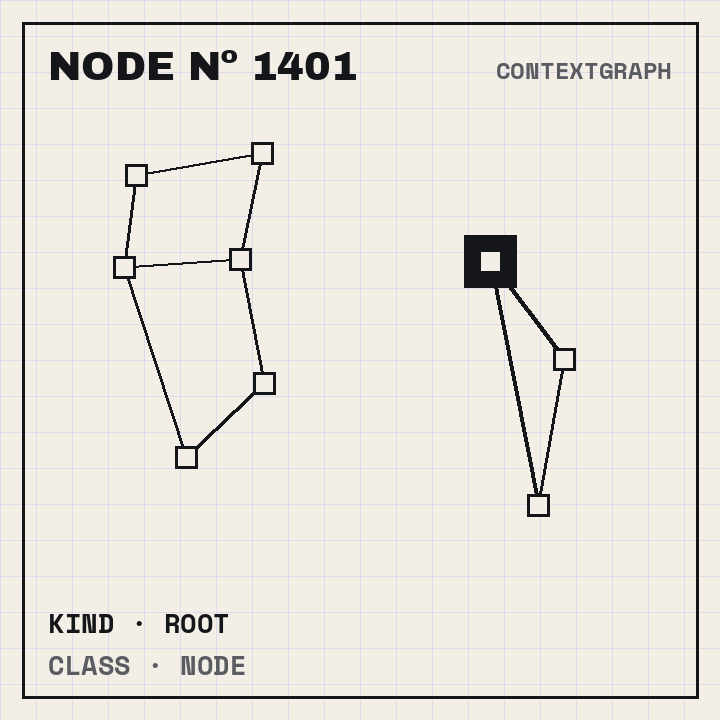 NODE Nº 1401
CONTEXTGRAPH
KIND · ROOT
CLASS · NODE